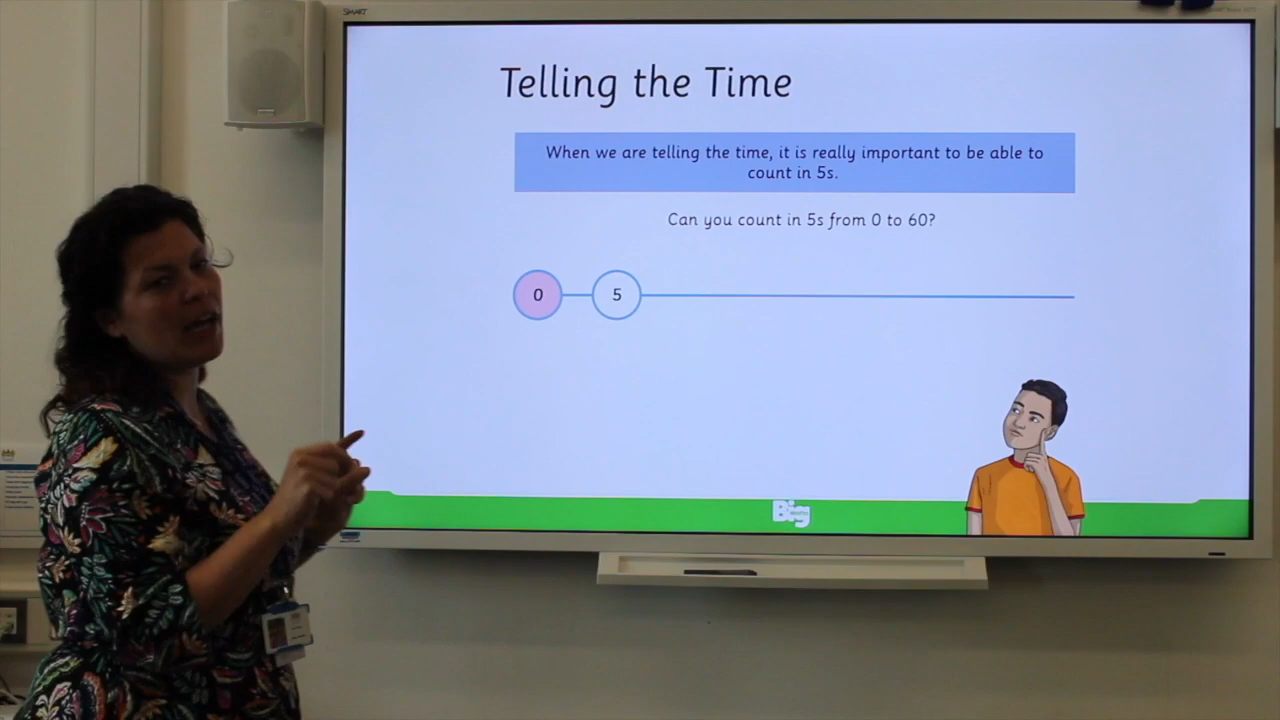 SMART
Telling the Time
When we are telling the time, it is really important to be able to
count in 5s.
Can you count in 5s from 0 to 60?
0 5
Big